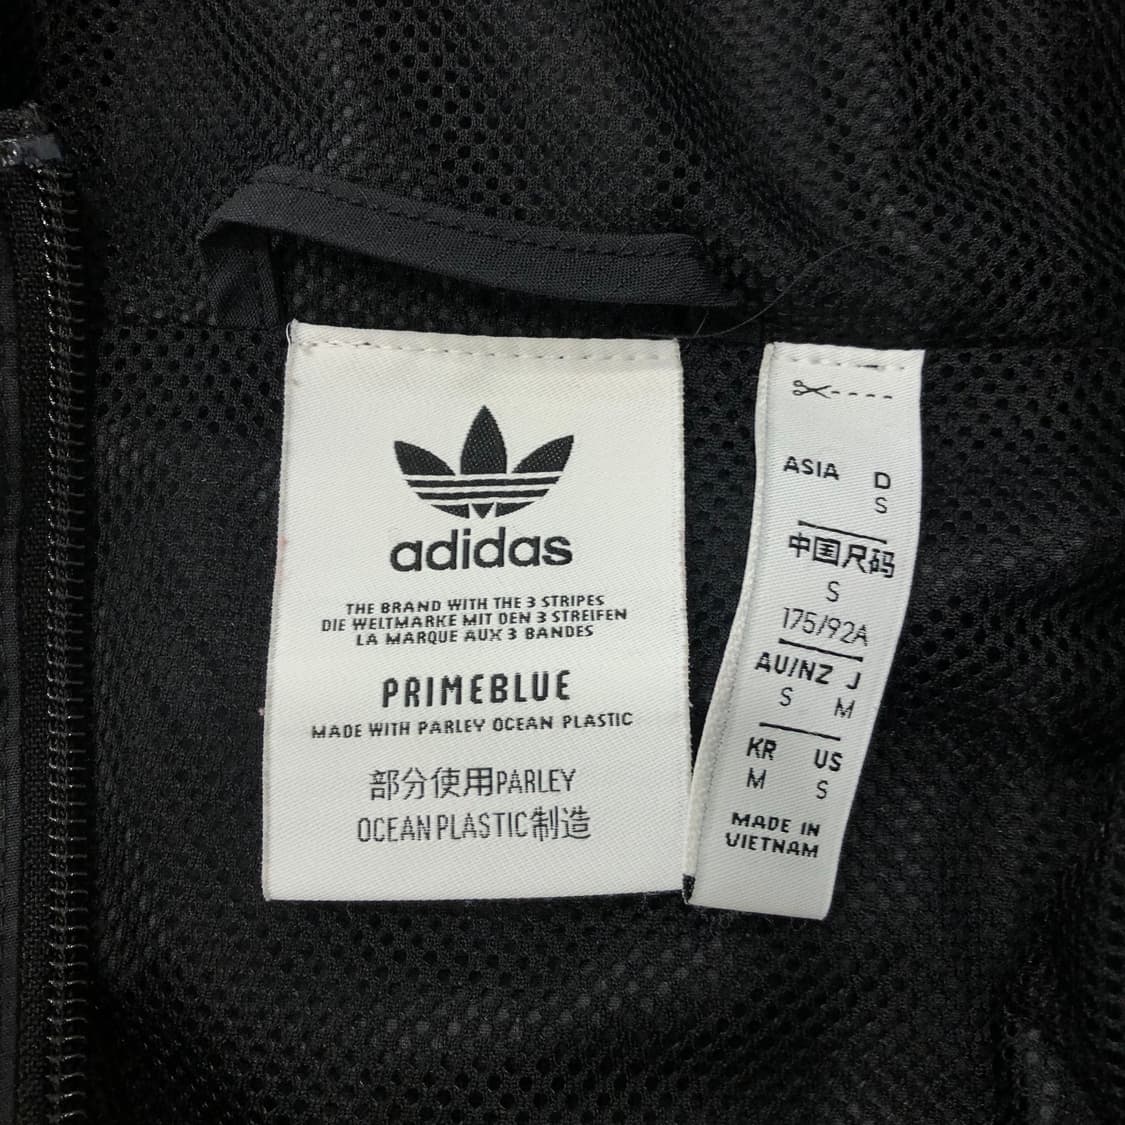 adidas
THE BRAND WITH THE 3 STRIPES
DIE WELTMARKE MIT DEN 3 STREIFEN
LA MARQUE AUX 3 BANDES
PRIMEBLUE
MADE WITH PARLEY OCEAN PLASTIC
部分使用PARLEY
OCEAN PLASTIC制造
ASIA D
S
中国尺码
S
175/92A
AU/NZ J
S M
KR US
M S
MADE IN
VIETNAM